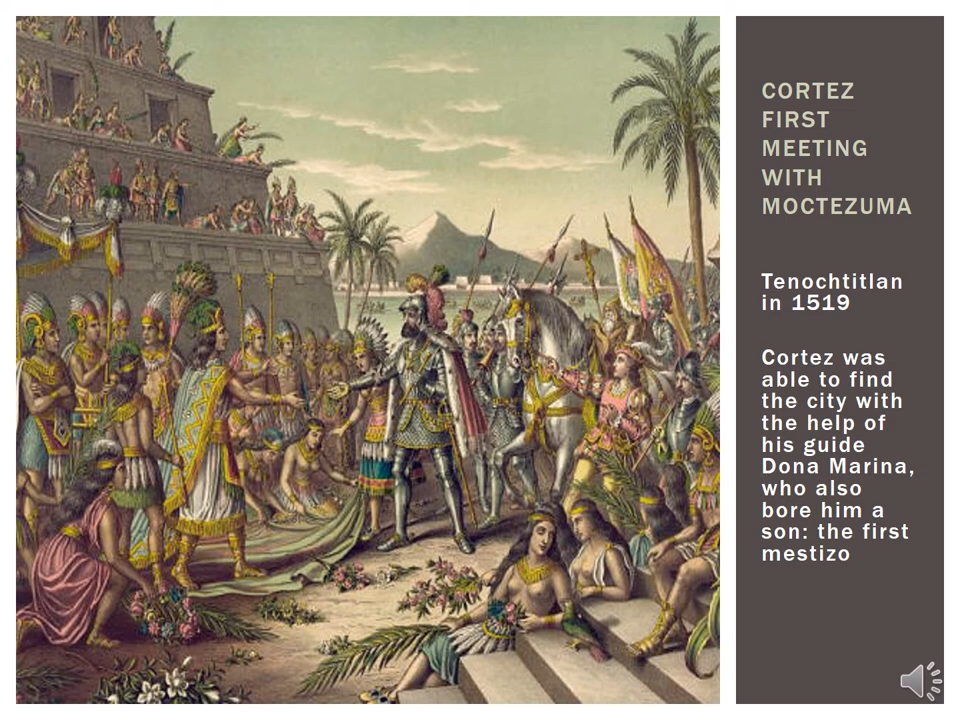 CORTEZ
FIRST
MEETING
WITH
MOCTEZUMA
Tenochtitlan
in 1519
Cortez was
able to find
the city with
the help of
his guide
Dona Marina,
who also
bore him a
son: the first
mestizo